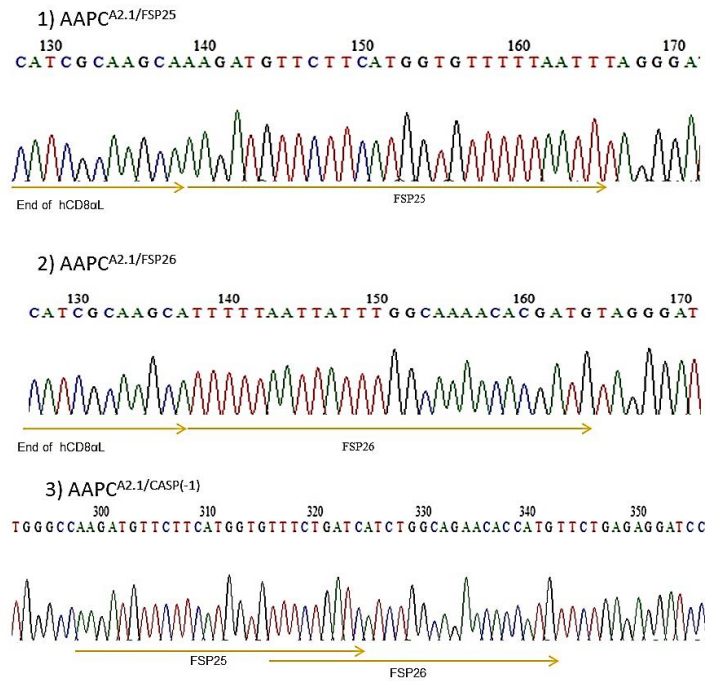 1) AAPC^A2.1/FSP25
130 140 150 160 170
CATCGCAAGCAAAGATGTTCTTCATGGTGTTTTTAATTTAGGGA
End of hCD8αL FSP25
2) AAPC^A2.1/FSP26
130 140 150 160 170
CATCGCAAGCATTTTTAATTATTTGGCAAAACACGATGTAGGGAT
End of hCD8αL FSP26
3) AAPC^A2.1/CASP(-1)
300 310 320 330 340 350
TGGGCCAAGATGTTCTTCATGGTGTTTCTGATCATCTGGCAGAACACCATGTTCTGAGAGGATCC
FSP25
FSP26